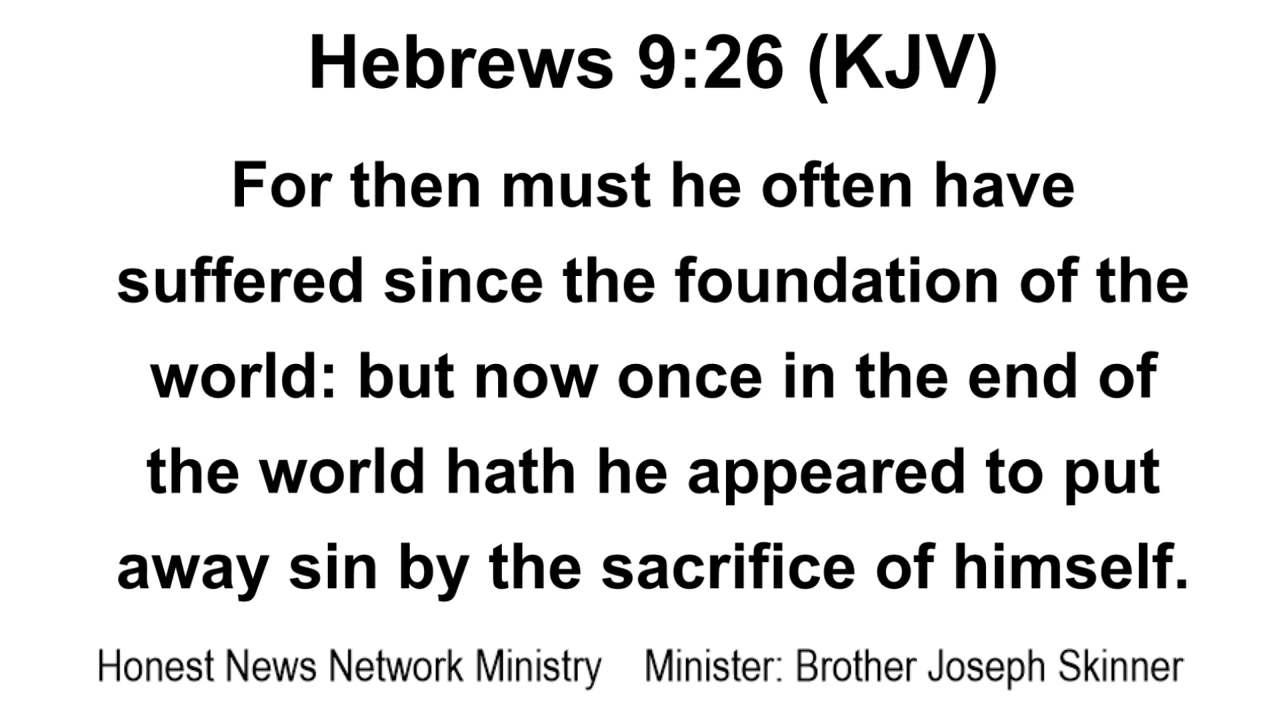 Hebrews 9:26 (KJV)
For then must he often have
suffered since the foundation of the
world: but now once in the end of
the world hath he appeared to put
away sin by the sacrifice of himself.
Honest News Network Ministry    Minister: Brother Joseph Skinner